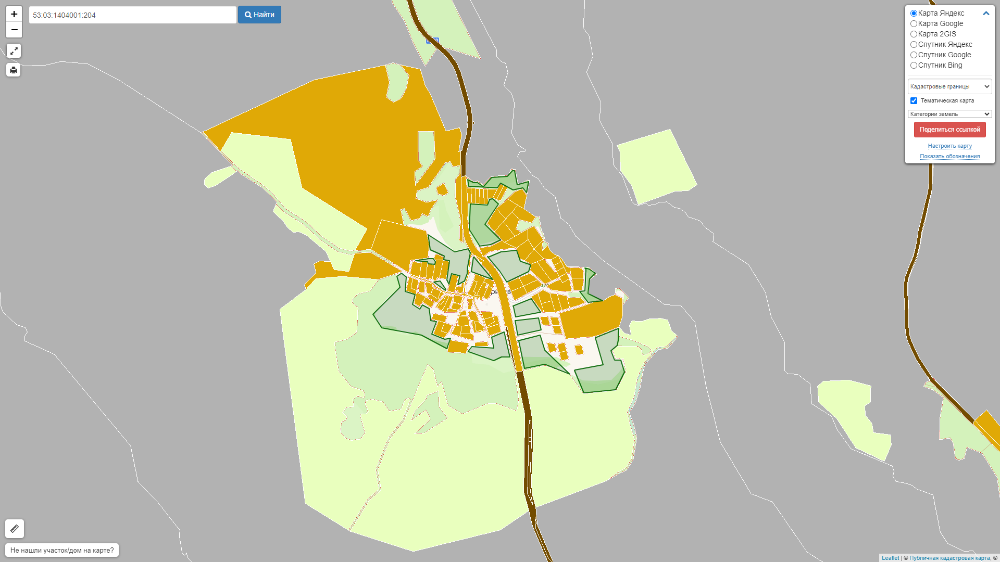 +
−
53:03:1404001:204
Найти
Карта Яндекс
Карта Google
Карта 2GIS
Спутник Яндекс
Спутник Google
Спутник Bing
Кадастровые границы
Тематическая карта
Категории земель
Поделиться ссылкой
Настроить карту
Показать обозначения
Не нашли участок/дом на карте?
Leaflet | © Публичная кадастровая карта, ©